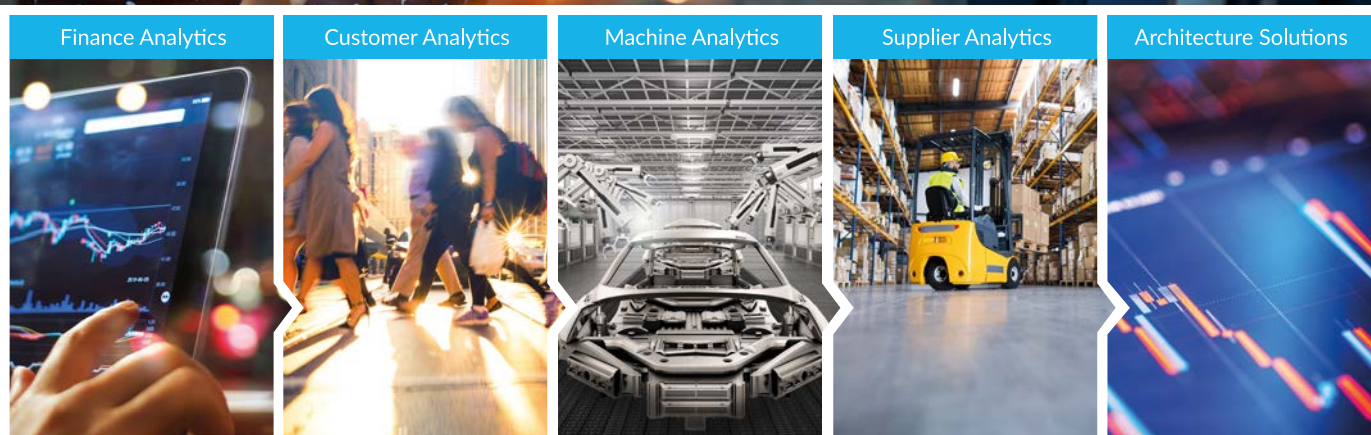 Finance Analytics
Customer Analytics
Machine Analytics
Supplier Analytics
Architecture Solutions